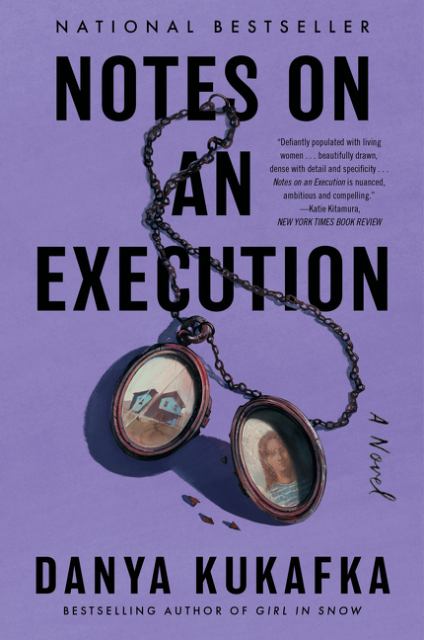 NATIONAL BESTSELLER
NOTES ON
AN
EXECUTION
"Defiantly populated with living
women . . . beautifully drawn,
dense with detail and specificity . . .
Notes on an Execution is nuanced,
ambitious and compelling."
—Katie Kitamura,
NEW YORK TIMES BOOK REVIEW
A Novel
DANYA KUKAFKA
BESTSELLING AUTHOR OF GIRL IN SNOW